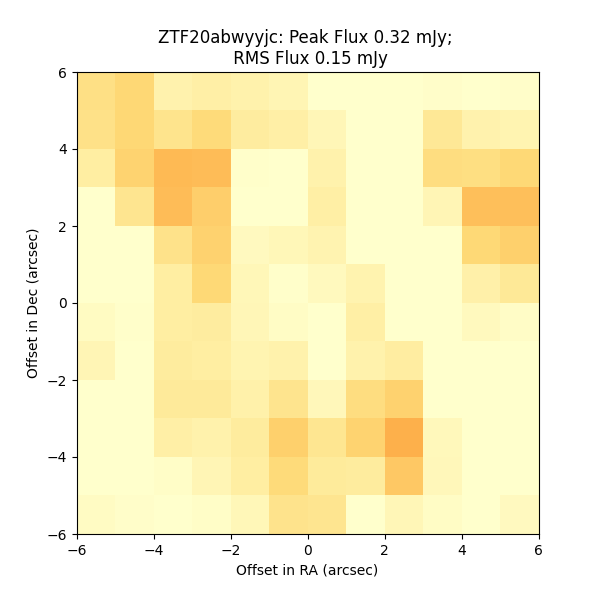 ZTF20abwyyjc: Peak Flux 0.32 mJy;
RMS Flux 0.15 mJy
6
4
2
0
−2
−4
−6
Offset in Dec (arcsec)
−6 −4 −2 0 2 4 6
Offset in RA (arcsec)